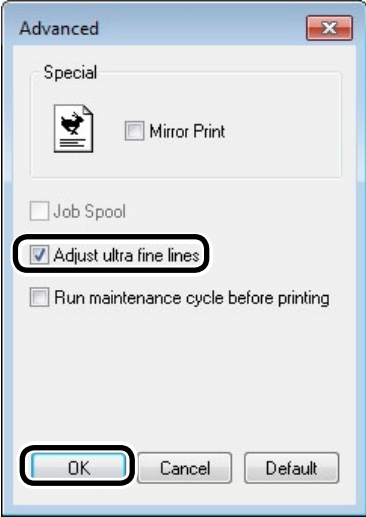 Advanced
Special
Mirror Print
Job Spool
Adjust ultra fine lines
Run maintenance cycle before printing
OK Cancel Default